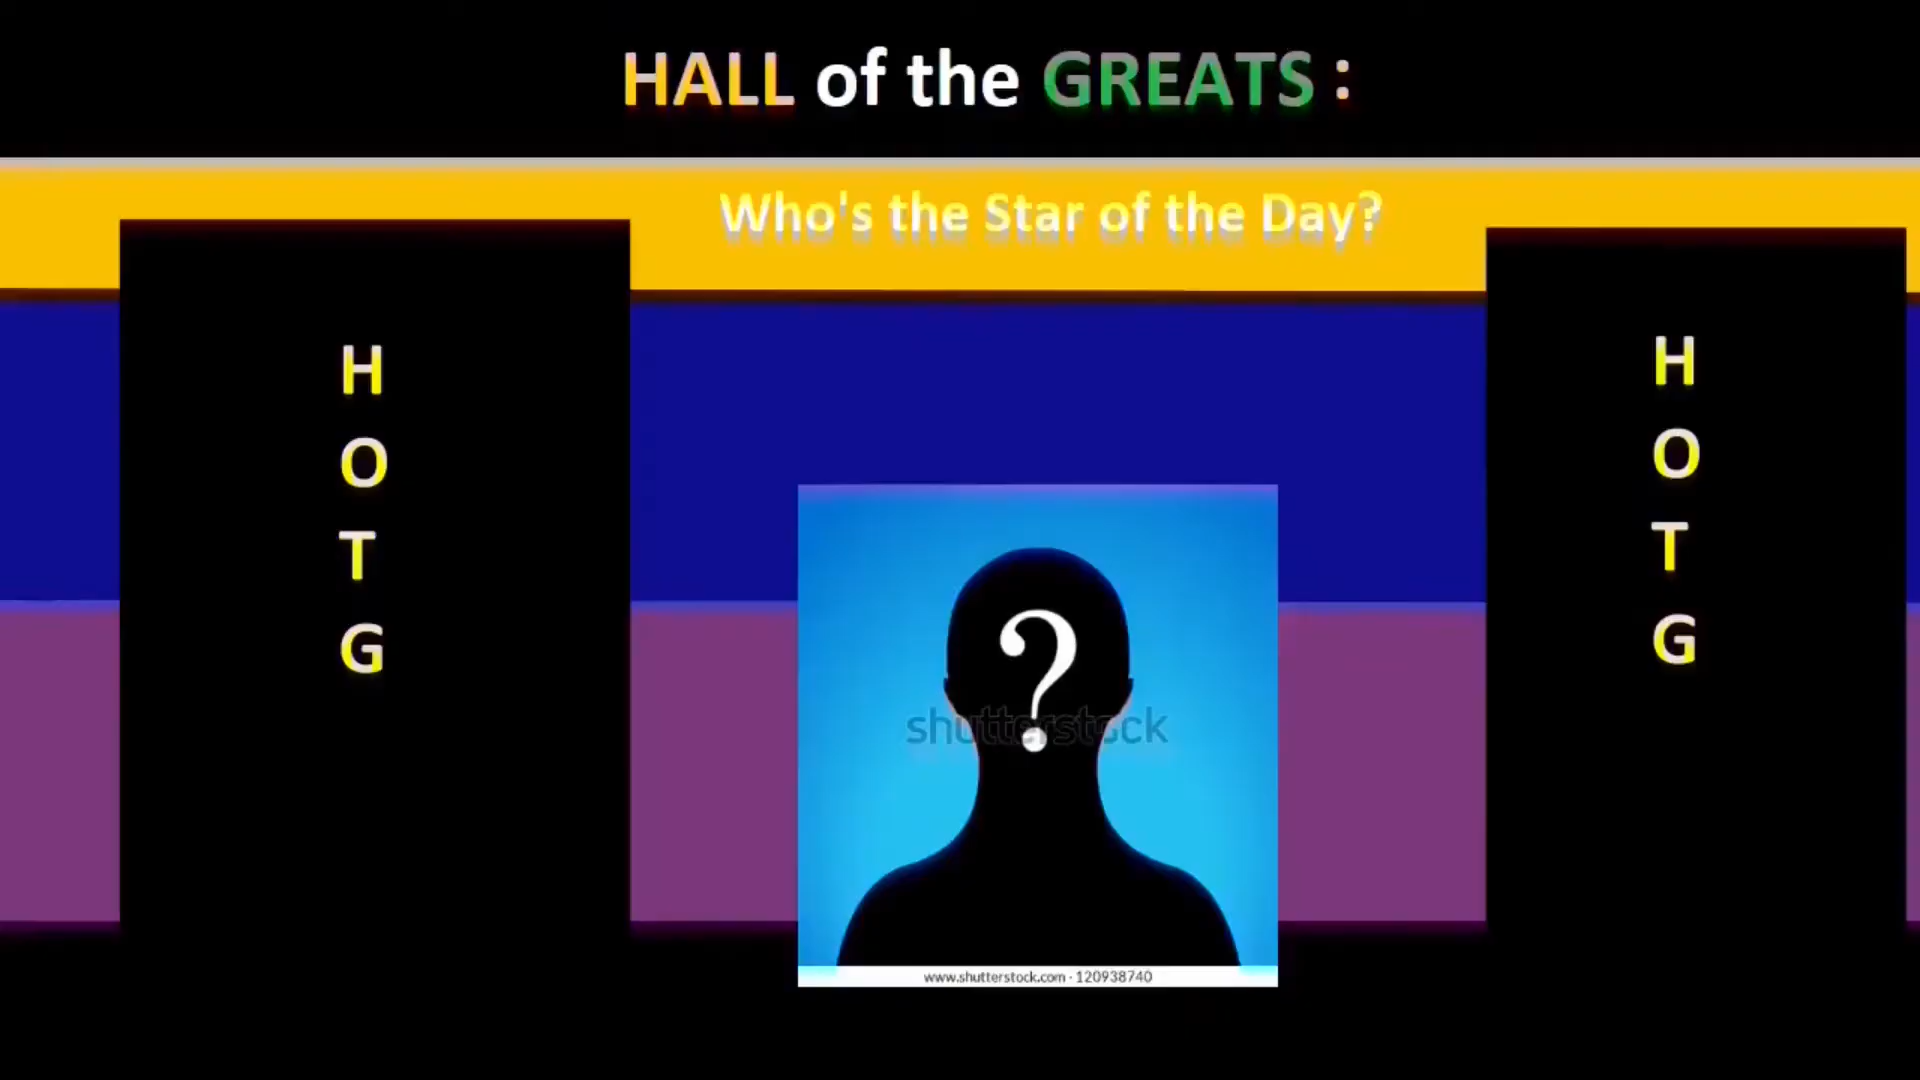 HALL of the GREATS :
Who's the Star of the Day?
H
O
T
G
H
O
T
G
?
shutterstock
www.shutterstock.com · 120938740